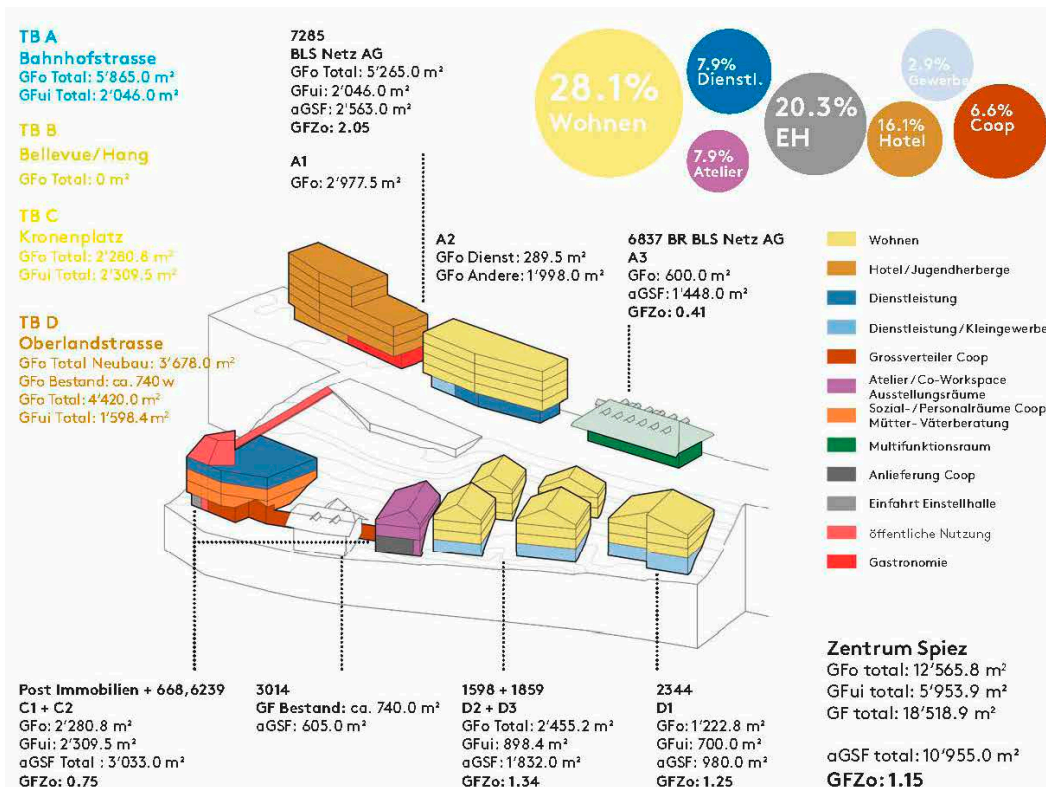 TB A
Bahnhofstrasse
GFo Total: 5'865.0 m²
GFui Total: 2'046.0 m²
TB B
Bellevue/Hang
GFo Total: 0 m²
TB C
Kronenplatz
GFo Total: 2'280.8 m²
GFui Total: 2'309.5 m²
TB D
Oberlandstrasse
GFo Total Neubau: 3'678.0 m²
GFo Bestand: ca. 740 w
GFo Total: 4'420.0 m²
GFui Total: 1'598.4 m²
7285
BLS Netz AG
GFo Total: 5'265.0 m²
GFui: 2'046.0 m²
aGSF: 2'563.0 m²
GFZo: 2.05
A1
GFo: 2'977.5 m²
A2
GFo Dienst: 289.5 m²
GFo Andere: 1'998.0 m²
6837 BR BLS Netz AG
A3
GFo: 600.0 m²
aGSF: 1'448.0 m²
GFZo: 0.41
28.1%
Wohnen
7.9%
Dienstl.
7.9%
Atelier
20.3%
EH
2.9%
Gewerbe
16.1%
Hotel
6.6%
Coop
Wohnen
Hotel/Jugendherberge
Dienstleistung
Dienstleistung/Kleingewerbe
Grossverteiler Coop
Atelier/Co-Workspace
Ausstellungsräume
Sozial-/Personalräume Coop
Mütter-Väterberatung
Multifunktionsraum
Anlieferung Coop
Einfahrt Einstellhalle
öffentliche Nutzung
Gastronomie
Post Immobilien + 668,6239
C1 + C2
GFo: 2'280.8 m²
GFui: 2'309.5 m²
aGSF Total : 3'033.0 m²
GFZo: 0.75
3014
GF Bestand: ca. 740.0 m²
aGSF: 605.0 m²
1598 + 1859
D2 + D3
GFo Total: 2'455.2 m²
GFui: 898.4 m²
aGSF: 1'832.0 m²
GFZo: 1.34
2344
D1
GFo: 1'222.8 m²
GFui: 700.0 m²
aGSF: 980.0 m²
GFZo: 1.25
Zentrum Spiez
GFo total: 12'565.8 m²
GFui total: 5'953.9 m²
GF total: 18'518.9 m²
aGSF total: 10'955.0 m²
GFZo: 1.15